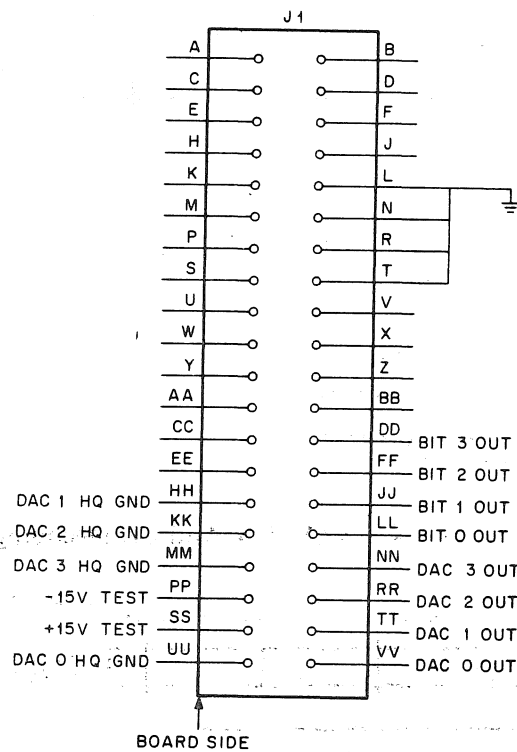 J1
A B
C D
E F
H J
K L
M N
P R
S T
U V
W X
Y Z
AA BB
CC DD BIT 3 OUT
EE FF BIT 2 OUT
DAC 1 HQ GND HH JJ BIT 1 OUT
DAC 2 HQ GND KK LL BIT 0 OUT
DAC 3 HQ GND MM NN DAC 3 OUT
-15V TEST PP RR DAC 2 OUT
+15V TEST SS TT DAC 1 OUT
DAC 0 HQ GND UU VV DAC 0 OUT
BOARD SIDE